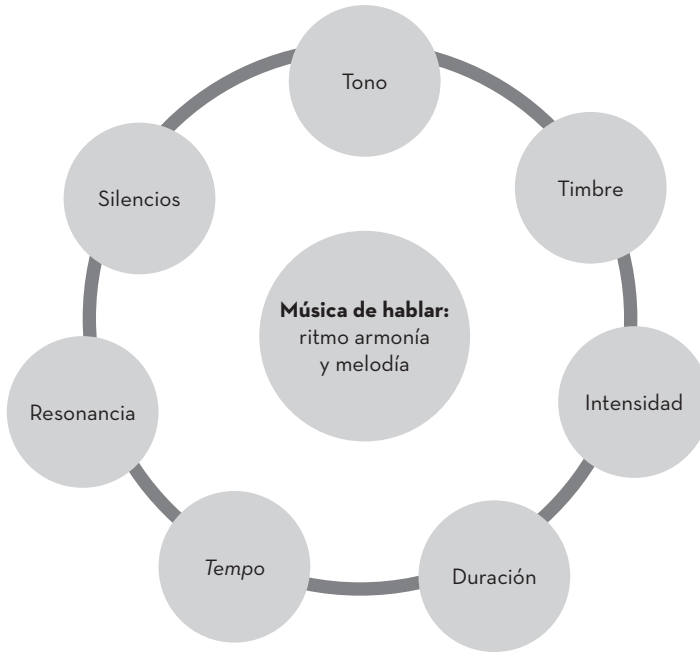 Tono
Timbre
Intensidad
Duración
Tempo
Resonancia
Silencios
Música de hablar:
ritmo armonía
y melodía